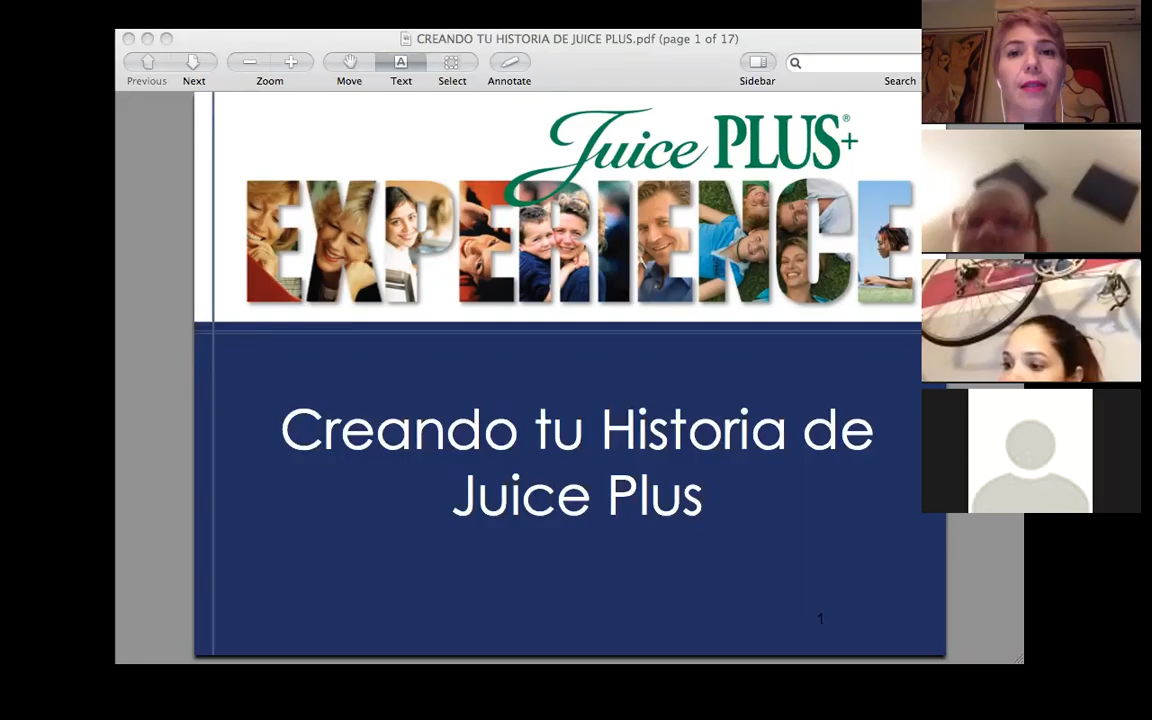 CREANDO TU HISTORIA DE JUICE PLUS.pdf (page 1 of 17)
Previous Next Zoom Move Text Select Annotate Sidebar Search
Juice PLUS+®
EXPERIENCE
Creando tu Historia de
Juice Plus
1